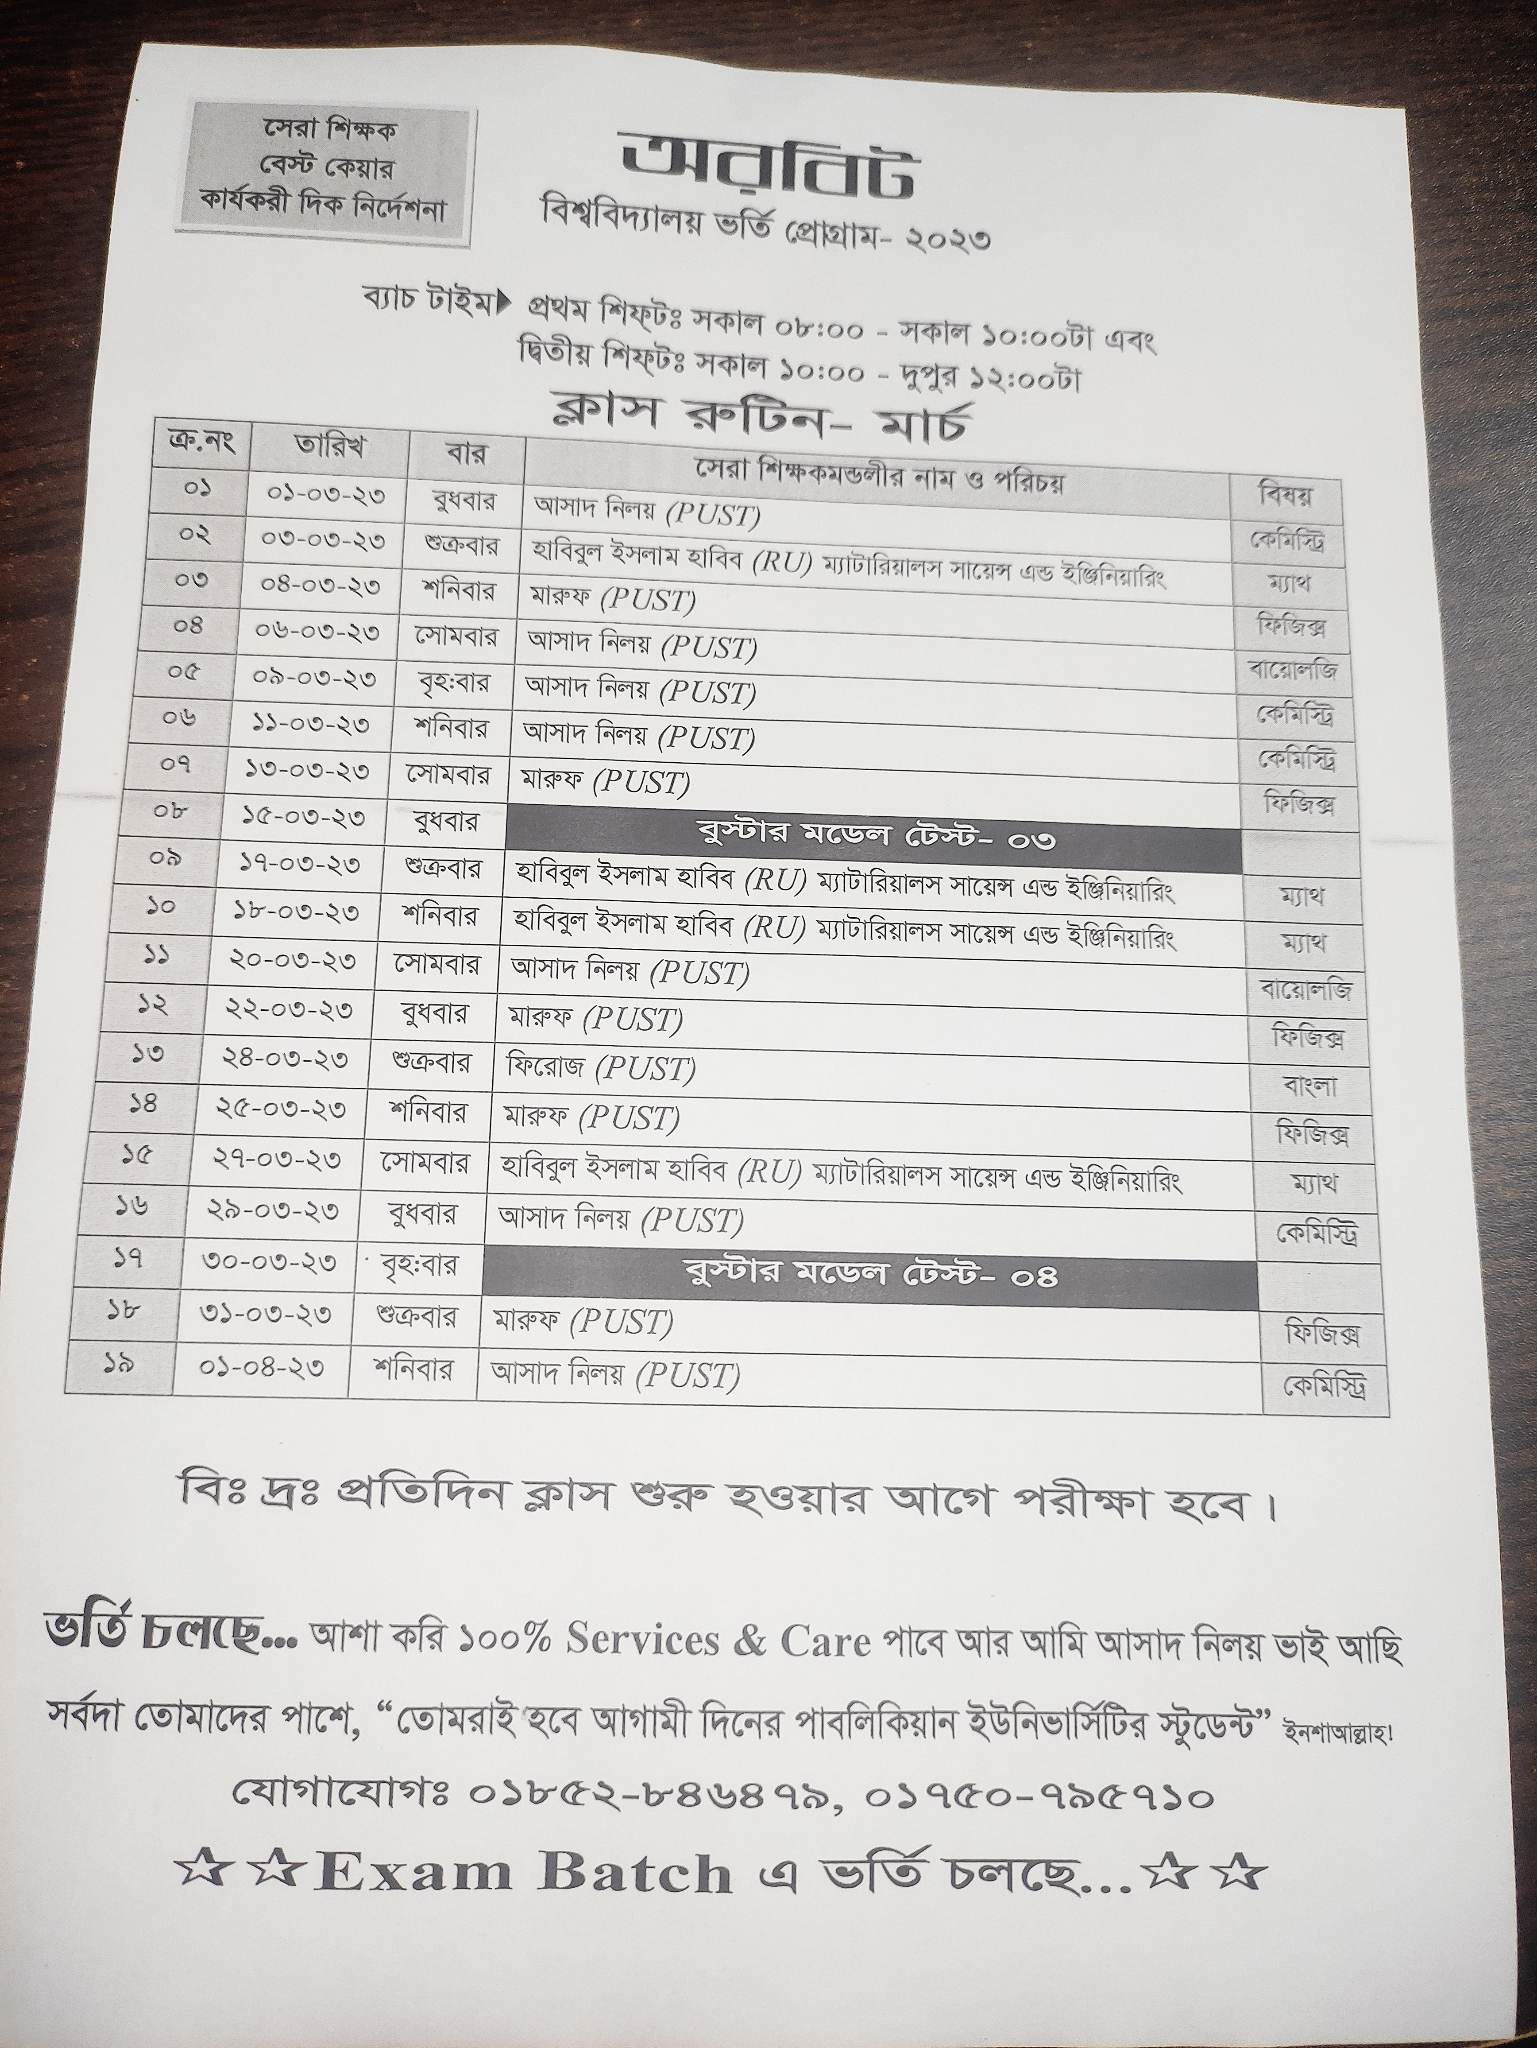 সেরা শিক্ষক
বেস্ট কেয়ার
কার্যকরী দিক নির্দেশনা
অরবিট
বিশ্ববিদ্যালয় ভর্তি প্রোগ্রাম- ২০২৩
ব্যাচ টাইম▶ প্রথম শিফ্টঃ সকাল ০৮:০০ - সকাল ১০:০০টা এবং
দ্বিতীয় শিফ্টঃ সকাল ১০:০০ - দুপুর ১২:০০টা
ক্লাস রুটিন- মার্চ
ক্র.নং তারিখ বার সেরা শিক্ষকমন্ডলীর নাম ও পরিচয় বিষয়
০১ ০১-০৩-২৩ বুধবার আসাদ নিলয় (PUST) কেমিস্ট্রি
০২ ০৩-০৩-২৩ শুক্রবার হাবিবুল ইসলাম হাবিব (RU) ম্যাটারিয়ালস সায়েন্স এন্ড ইঞ্জিনিয়ারিং ম্যাথ
০৩ ০৪-০৩-২৩ শনিবার মারুফ (PUST) ফিজিক্স
০৪ ০৬-০৩-২৩ সোমবার আসাদ নিলয় (PUST) বায়োলজি
০৫ ০৯-০৩-২৩ বৃহ:বার আসাদ নিলয় (PUST) কেমিস্ট্রি
০৬ ১১-০৩-২৩ শনিবার আসাদ নিলয় (PUST) কেমিস্ট্রি
০৭ ১৩-০৩-২৩ সোমবার মারুফ (PUST) ফিজিক্স
০৮ ১৫-০৩-২৩ বুধবার বুস্টার মডেল টেস্ট- ০৩
০৯ ১৭-০৩-২৩ শুক্রবার হাবিবুল ইসলাম হাবিব (RU) ম্যাটারিয়ালস সায়েন্স এন্ড ইঞ্জিনিয়ারিং ম্যাথ
১০ ১৮-০৩-২৩ শনিবার হাবিবুল ইসলাম হাবিব (RU) ম্যাটারিয়ালস সায়েন্স এন্ড ইঞ্জিনিয়ারিং ম্যাথ
১১ ২০-০৩-২৩ সোমবার আসাদ নিলয় (PUST) বায়োলজি
১২ ২২-০৩-২৩ বুধবার মারুফ (PUST) ফিজিক্স
১৩ ২৪-০৩-২৩ শুক্রবার ফিরোজ (PUST) বাংলা
১৪ ২৫-০৩-২৩ শনিবার মারুফ (PUST) ফিজিক্স
১৫ ২৭-০৩-২৩ সোমবার হাবিবুল ইসলাম হাবিব (RU) ম্যাটারিয়ালস সায়েন্স এন্ড ইঞ্জিনিয়ারিং ম্যাথ
১৬ ২৯-০৩-২৩ বুধবার আসাদ নিলয় (PUST) কেমিস্ট্রি
১৭ ৩০-০৩-২৩ বৃহ:বার বুস্টার মডেল টেস্ট- ০৪
১৮ ৩১-০৩-২৩ শুক্রবার মারুফ (PUST) ফিজিক্স
১৯ ০১-০৪-২৩ শনিবার আসাদ নিলয় (PUST) কেমিস্ট্রি
বিঃ দ্রঃ প্রতিদিন ক্লাস শুরু হওয়ার আগে পরীক্ষা হবে।
ভর্তি চলছে... আশা করি ১০০% Services & Care পাবে আর আমি আসাদ নিলয় ভাই আছি
সর্বদা তোমাদের পাশে, “তোমরাই হবে আগামী দিনের পাবলিকিয়ান ইউনিভার্সিটির স্টুডেন্ট” ইনশাআল্লাহ!
যোগাযোগঃ ০১৮৫২-৮৪৬৪৭৯, ০১৭৫০-৭৯৫৭১০
☆☆Exam Batch এ ভর্তি চলছে...☆☆